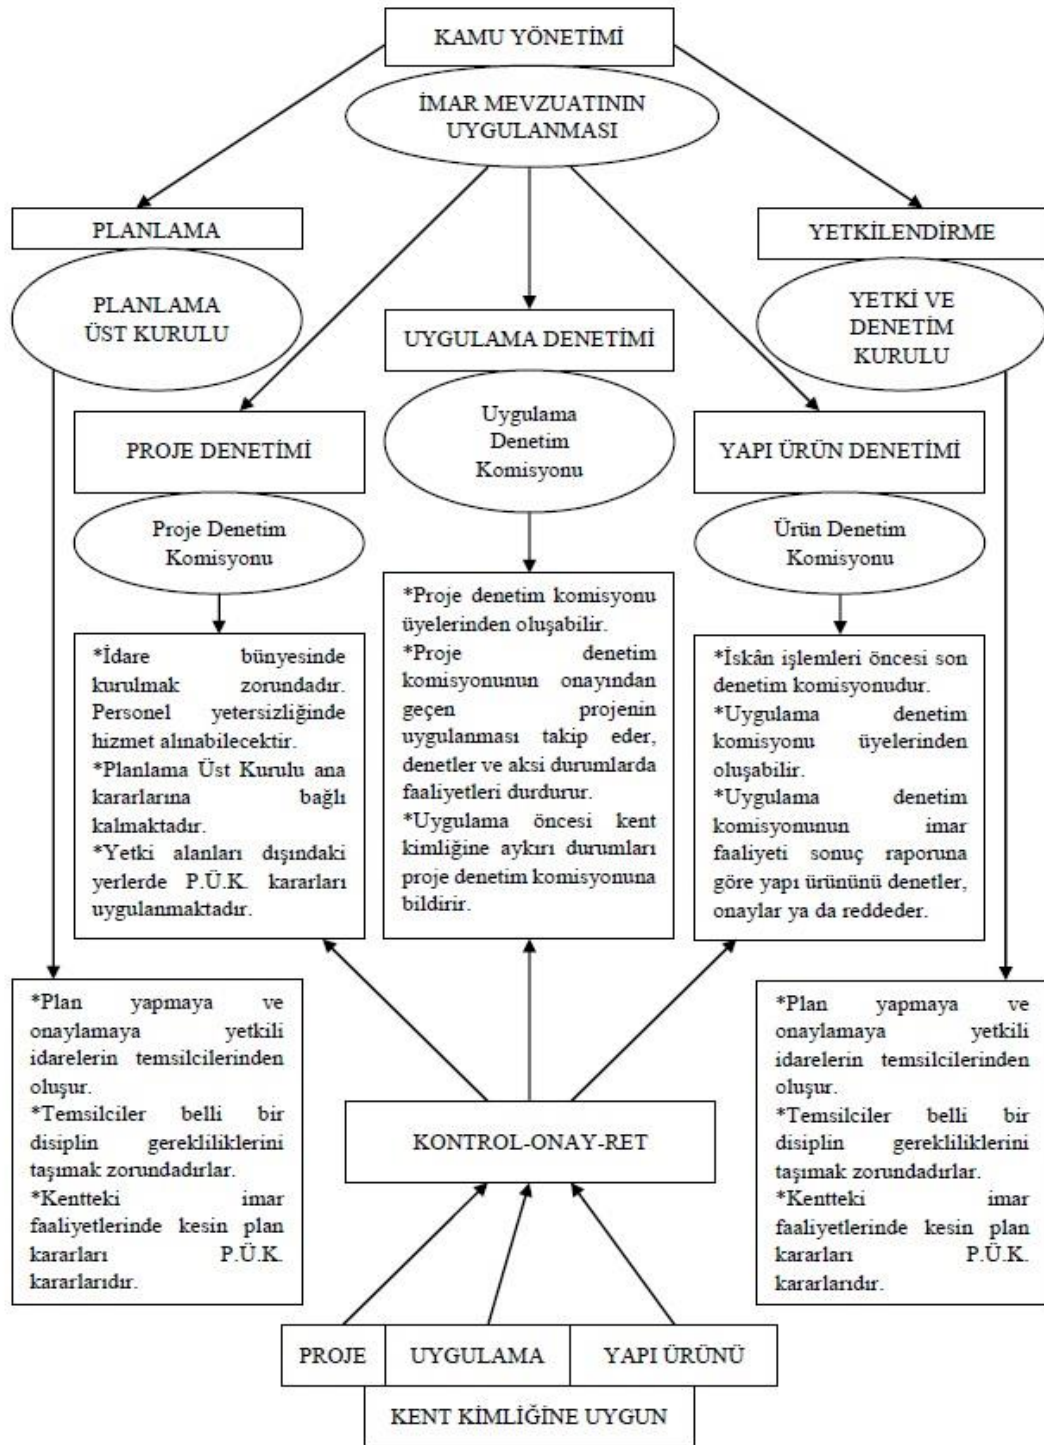 KAMU YÖNETİMİ
İMAR MEVZUATININ
UYGULANMASI
PLANLAMA
PLANLAMA
ÜST KURULU
YETKİLENDİRME
YETKİ VE
DENETİM
KURULU
UYGULAMA DENETİMİ
Uygulama
Denetim
Komisyonu
PROJE DENETİMİ
Proje Denetim
Komisyonu
YAPI ÜRÜN DENETİMİ
Ürün Denetim
Komisyonu
*İdare bünyesinde
kurulmak zorundadır.
Personel yetersizliğinde
hizmet alınabilecektir.
*Planlama Üst Kurulu ana
kararlarına bağlı
kalmaktadır.
*Yetki alanları dışındaki
yerlerde P.Ü.K. kararları
uygulanmaktadır.
*Proje denetim komisyonu
üyelerinden oluşabilir.
*Proje denetim
komisyonunun onayından
geçen projenin
uygulanması takip eder,
denetler ve aksi durumlarda
faaliyetleri durdurur.
*Uygulama öncesi kent
kimliğine aykırı durumları
proje denetim komisyonuna
bildirir.
*İskân işlemleri öncesi son
denetim komisyonudur.
*Uygulama denetim
komisyonu üyelerinden
oluşabilir.
*Uygulama denetim
komisyonunun imar
faaliyeti sonuç raporuna
göre yapı ürününü denetler,
onaylar ya da reddeder.
*Plan yapmaya ve
onaylamaya yetkili
idarelerin temsilcilerinden
oluşur.
*Temsilciler belli bir
disiplin gerekliliklerini
taşımak zorundadırlar.
*Kentteki imar
faaliyetlerinde kesin plan
kararları P.Ü.K.
kararlarıdır.
*Plan yapmaya ve
onaylamaya yetkili
idarelerin temsilcilerinden
oluşur.
*Temsilciler belli bir
disiplin gerekliliklerini
taşımak zorundadırlar.
*Kentteki imar
faaliyetlerinde kesin plan
kararları P.Ü.K.
kararlarıdır.
KONTROL-ONAY-RET
PROJE UYGULAMA YAPI ÜRÜNÜ
KENT KİMLİĞİNE UYGUN